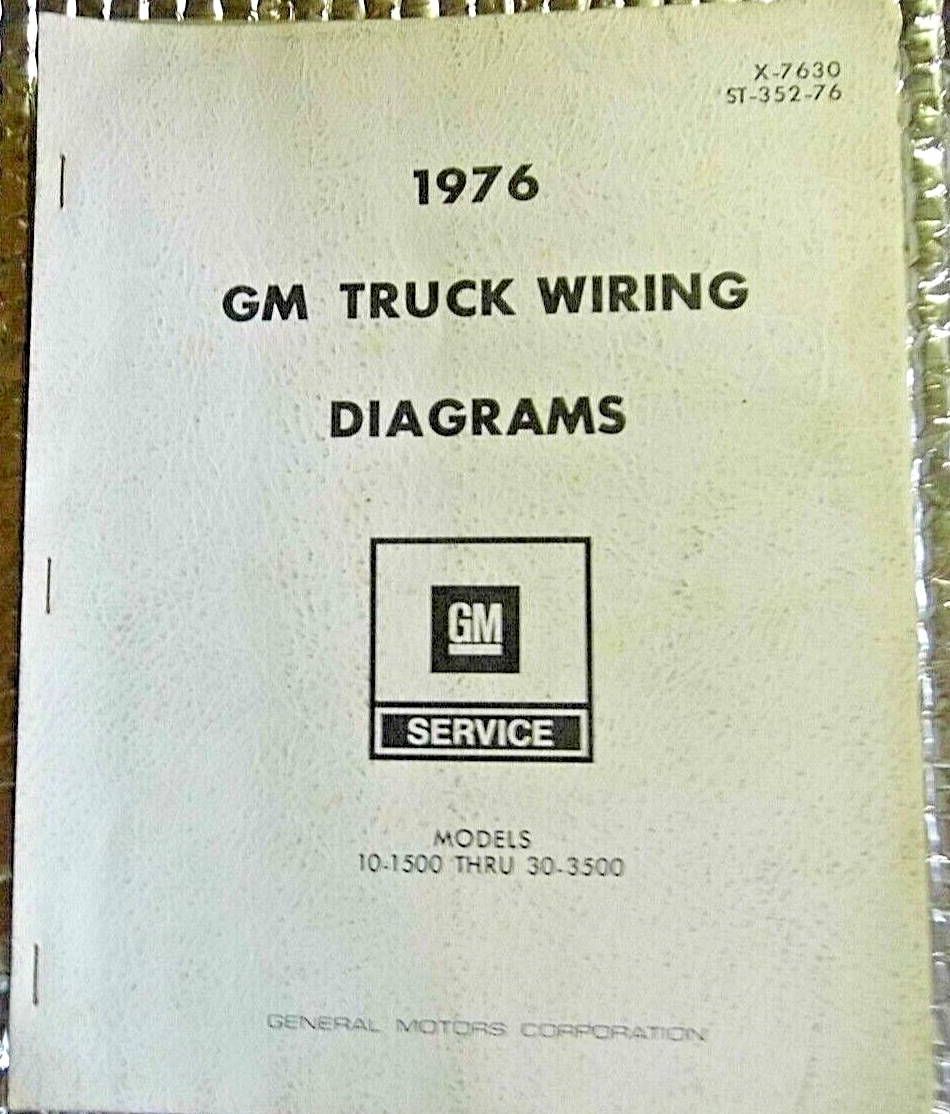 X-7630
ST-352-76
1976
GM TRUCK WIRING
DIAGRAMS
GM
SERVICE
MODELS
10-1500 THRU 30-3500
GENERAL MOTORS CORPORATION